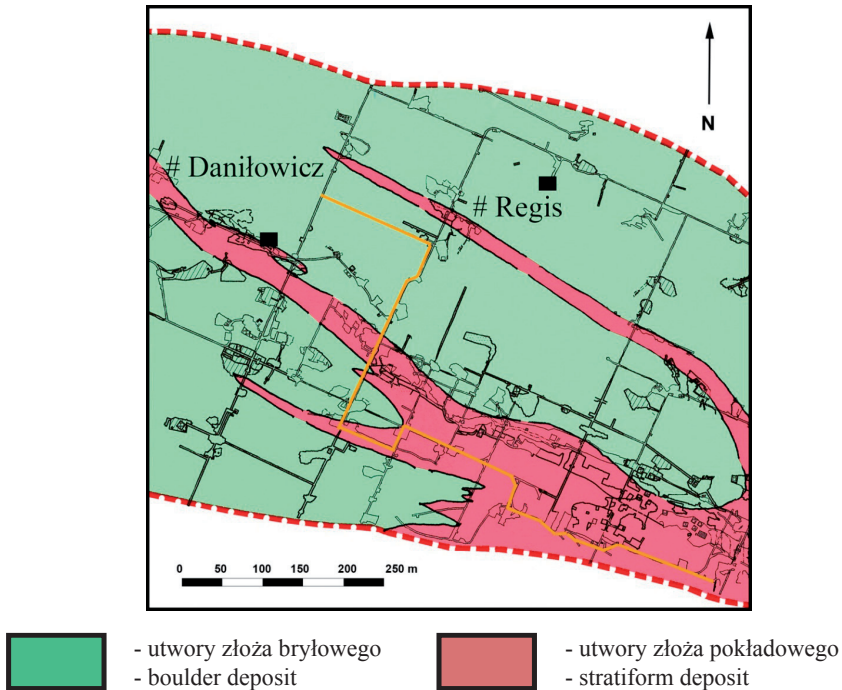 N
# Daniłowicz
# Regis
0 50 100 150 200 250 m
- utwory złoża bryłowego
- boulder deposit
- utwory złoża pokładowego
- stratiform deposit